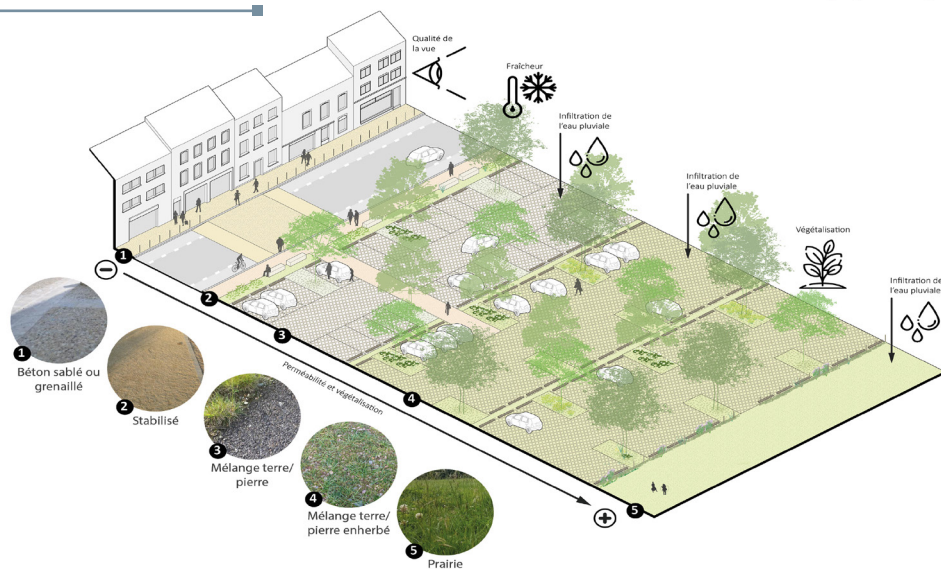 Qualité de
la vue
Fraîcheur
Infiltration de
l'eau pluviale
Infiltration de
l'eau pluviale
Végétalisation
Infiltration de
l'eau pluviale
1
2
3
4
5
Perméabilité et végétalisation
1
Béton sablé ou
grenaillé
2
Stabilisé
3
Mélange terre/
pierre
4
Mélange terre/
pierre enherbé
5
Prairie